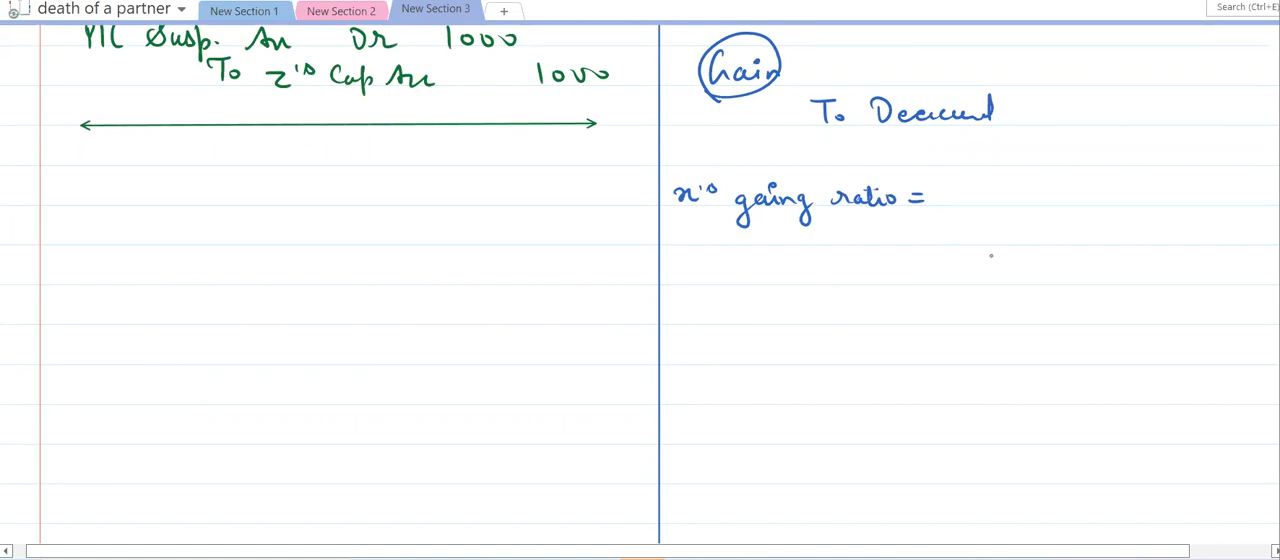 death of a partner New Section 1 New Section 2 New Section 3 +
Search (Ctrl+E)
Susp. Dr 1000
To Z's Cap 1000
Gain
To Deceased
x's gaing ratio =